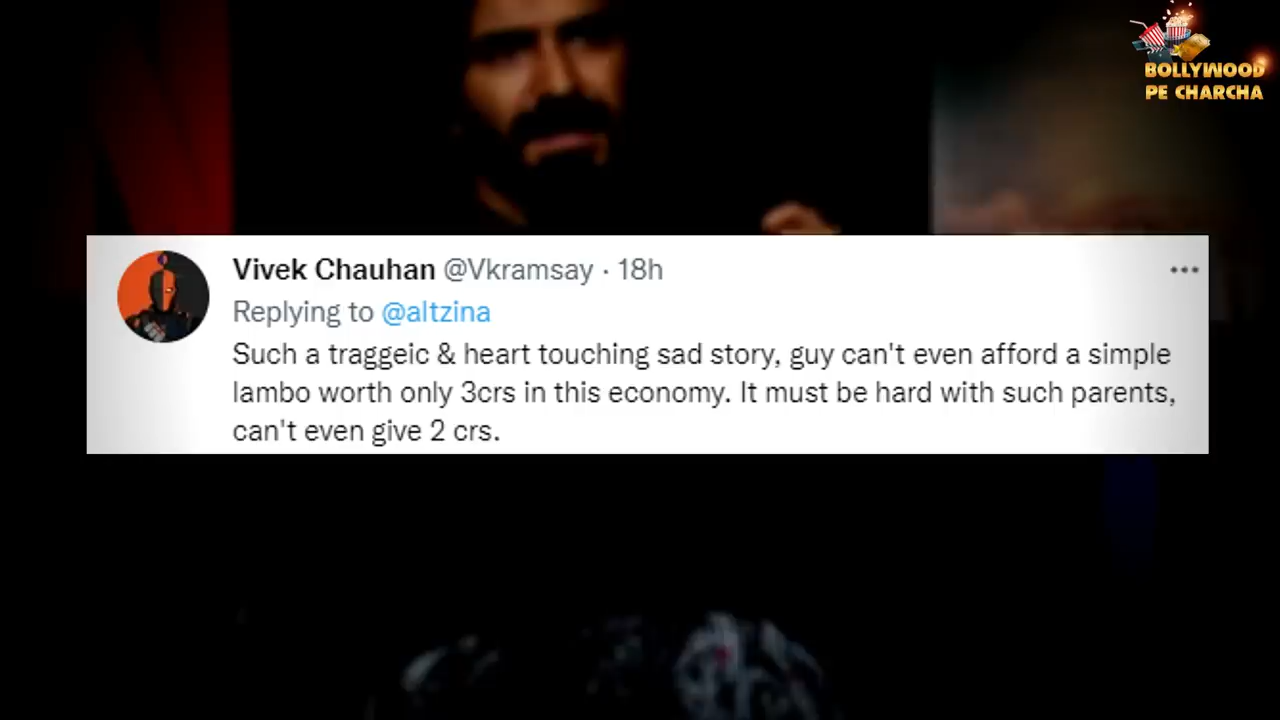 BOLLYWOOD
PE CHARCHA
Vivek Chauhan @Vkramsay · 18h
Replying to @altzina
Such a traggeic & heart touching sad story, guy can't even afford a simple
lambo worth only 3crs in this economy. It must be hard with such parents,
can't even give 2 crs.